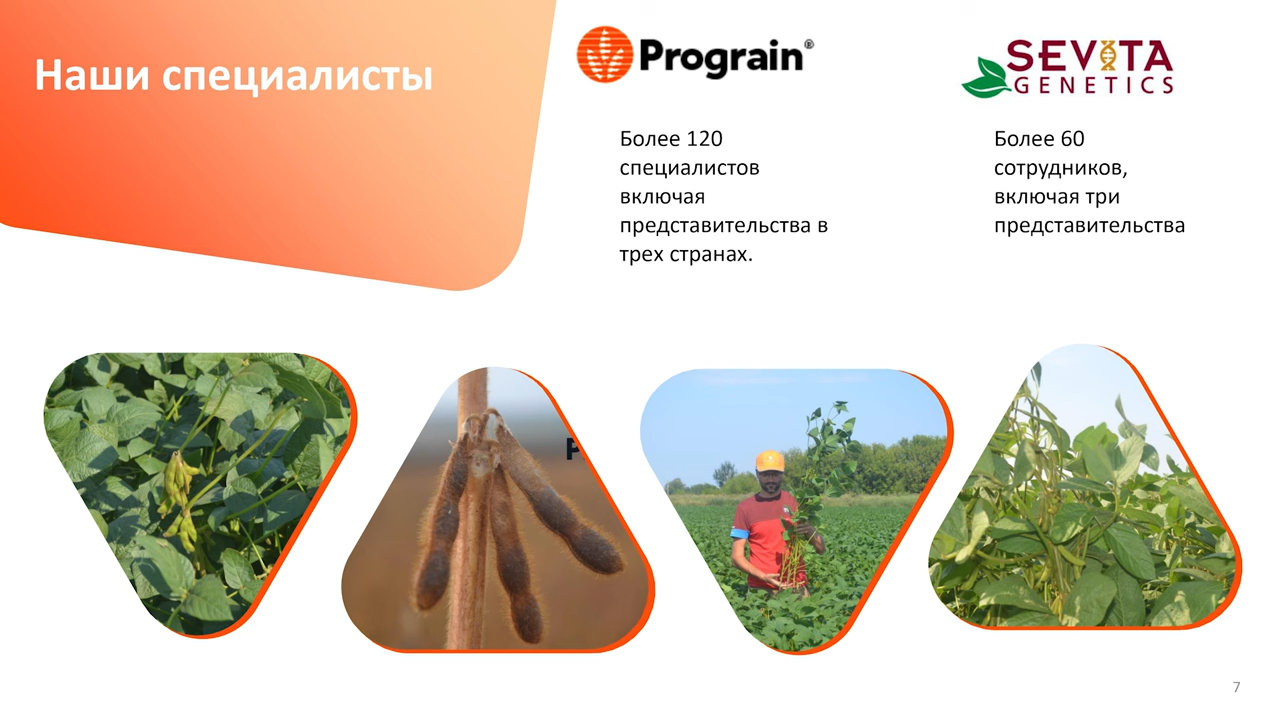 Наши специалисты
Prograin®
SEVITA
GENETICS
Более 120
специалистов
включая
представительства в
трех странах.
Более 60
сотрудников,
включая три
представительства
P
7